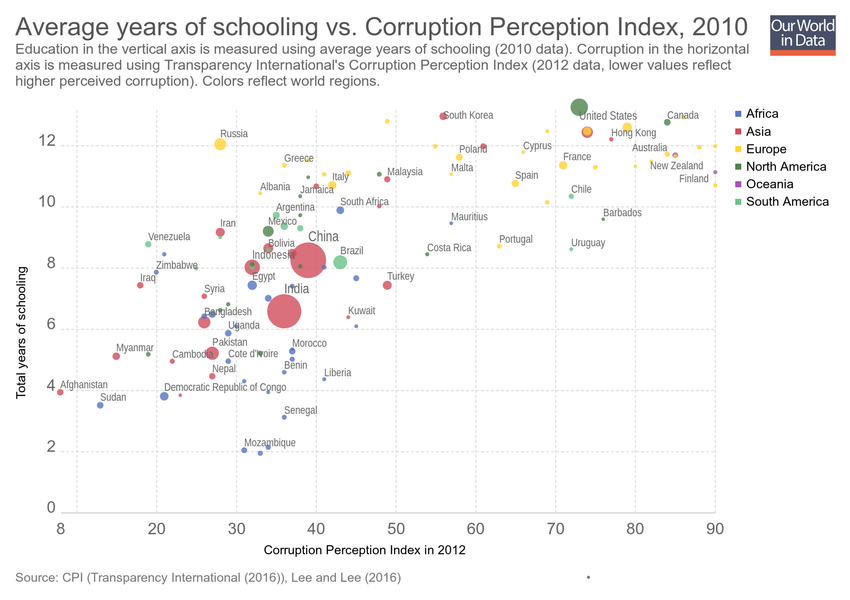 Average years of schooling vs. Corruption Perception Index, 2010
Our World
in Data
Education in the vertical axis is measured using average years of schooling (2010 data). Corruption in the horizontal
axis is measured using Transparency International's Corruption Perception Index (2012 data, lower values reflect
higher perceived corruption). Colors reflect world regions.
Africa
Asia
Europe
North America
Oceania
South America
South Korea
United States
Canada
Hong Kong
12
Russia
Greece
Poland
Cyprus
Australia
France
New Zealand
Malta
Malaysia
Italy
Finland
Spain
Albania
Jamaica
Chile
10
Argentina
South Africa
Barbados
Mauritius
Iran
Mexico
Venezuela
China
Bolivia
Portugal
Uruguay
Costa Rica
Brazil
Indonesia
8
Zimbabwe
Iraq
Egypt
Turkey
Syria
India
Bangladesh
Kuwait
6
Uganda
Pakistan
Morocco
Myanmar
Cambodia
Cote d'Ivoire
Nepal
Benin
Liberia
4
Afghanistan
Democratic Republic of Congo
Sudan
Senegal
2
Mozambique
0
Total years of schooling
8 20 30 40 50 60 70 80 90
Corruption Perception Index in 2012
Source: CPI (Transparency International (2016)), Lee and Lee (2016)